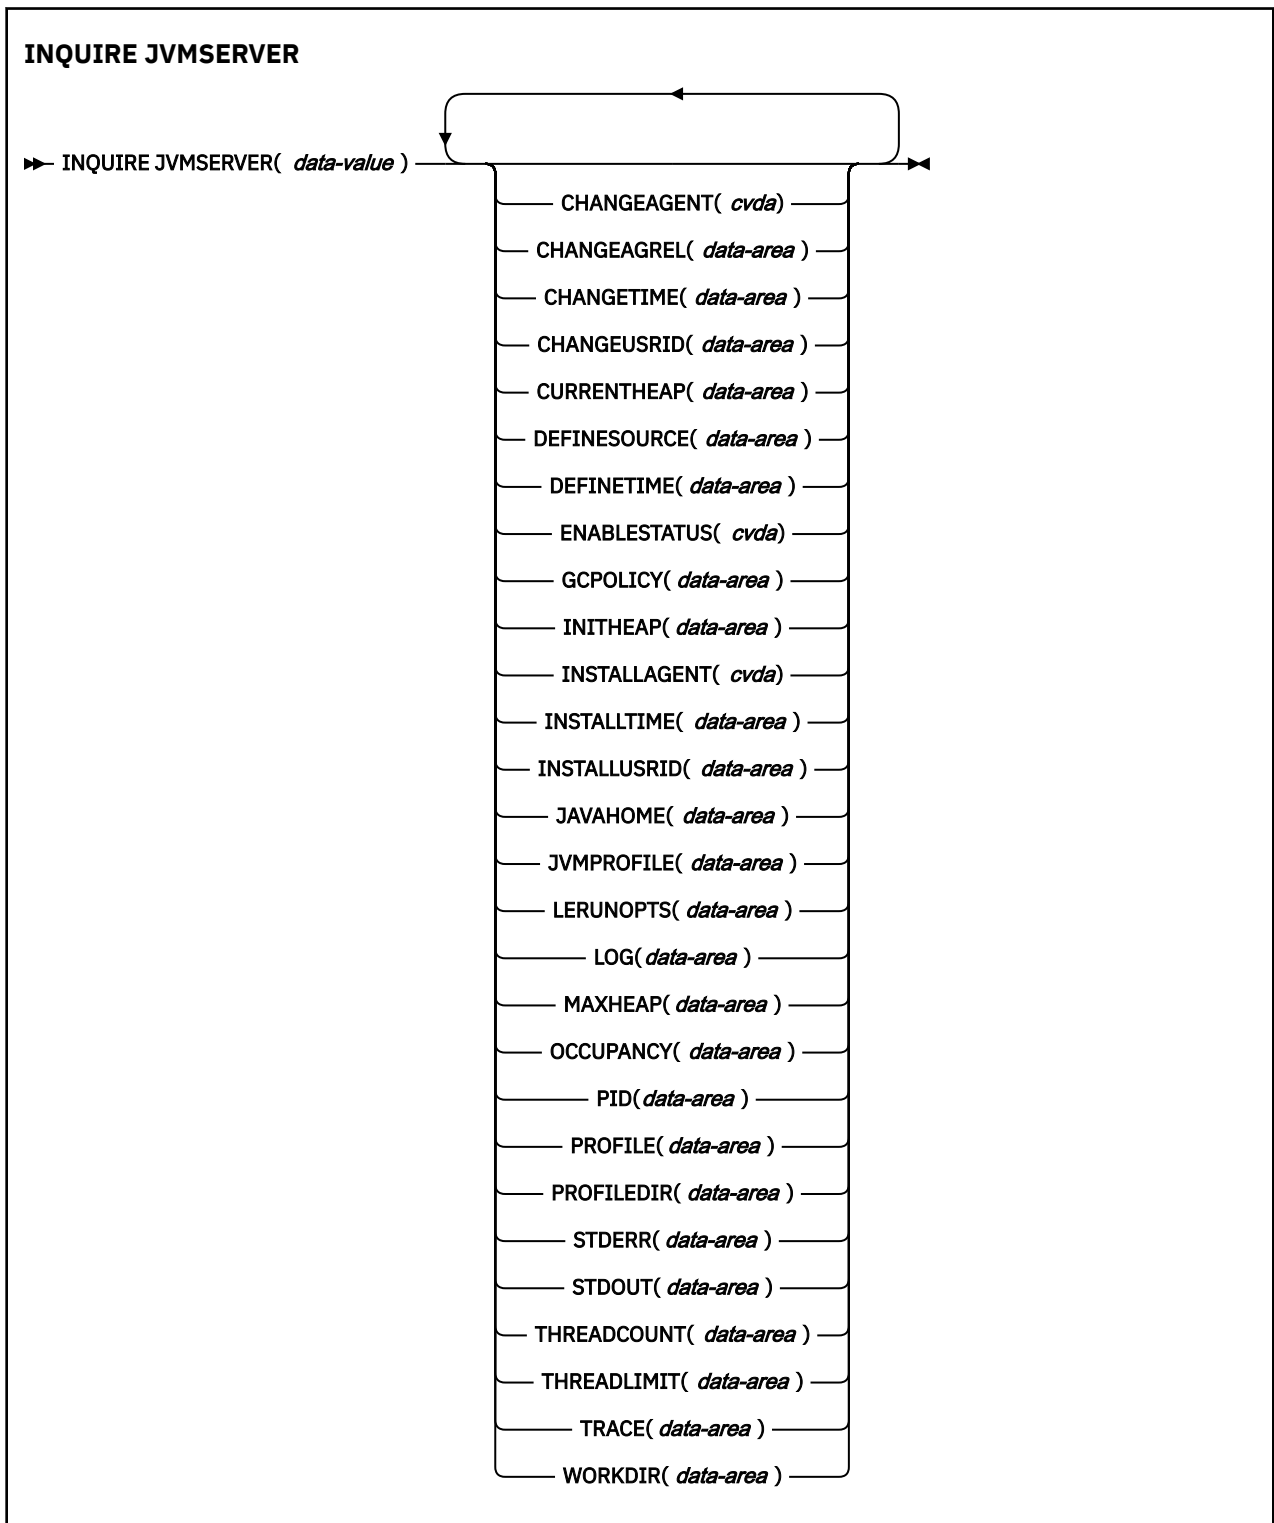 INQUIRE JVMSERVER
INQUIRE JVMSERVER( data-value )
CHANGEAGENT( cvda)
CHANGEAGREL( data-area )
CHANGETIME( data-area )
CHANGEUSRID( data-area )
CURRENTHEAP( data-area )
DEFINESOURCE( data-area )
DEFINETIME( data-area )
ENABLESTATUS( cvda)
GCPOLICY( data-area )
INITHEAP( data-area )
INSTALLAGENT( cvda)
INSTALLTIME( data-area )
INSTALLUSRID( data-area )
JAVAHOME( data-area )
JVMPROFILE( data-area )
LERUNOPTS( data-area )
LOG( data-area )
MAXHEAP( data-area )
OCCUPANCY( data-area )
PID( data-area )
PROFILE( data-area )
PROFILEDIR( data-area )
STDERR( data-area )
STDOUT( data-area )
THREADCOUNT( data-area )
THREADLIMIT( data-area )
TRACE( data-area )
WORKDIR( data-area )